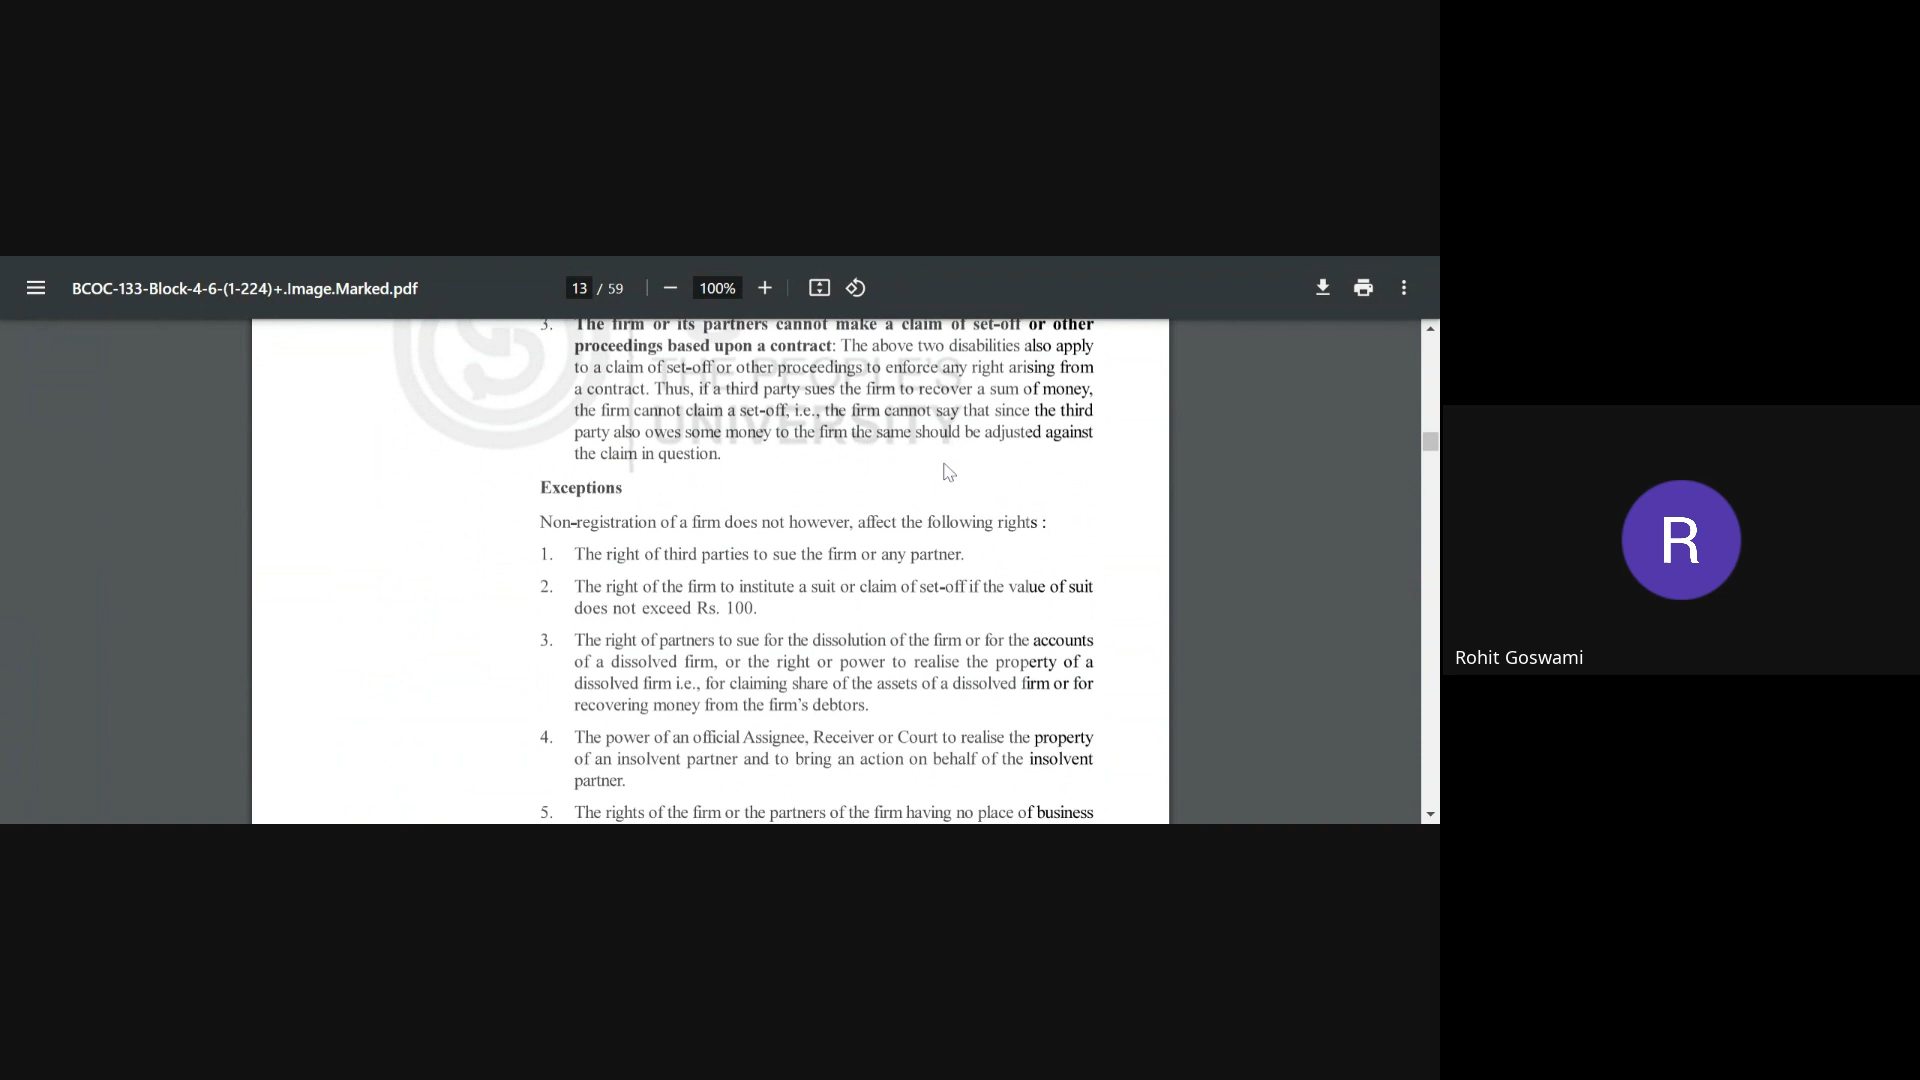 BCOC-133-Block-4-6-(1-224)+.Image.Marked.pdf
13 / 59
100%
3. The firm or its partners cannot make a claim of set-off or other
proceedings based upon a contract: The above two disabilities also apply
to a claim of set-off or other proceedings to enforce any right arising from
a contract. Thus, if a third party sues the firm to recover a sum of money,
the firm cannot claim a set-off, i.e., the firm cannot say that since the third
party also owes some money to the firm the same should be adjusted against
the claim in question.
THE PEOPLE'S
UNIVERSITY
Exceptions
Non-registration of a firm does not however, affect the following rights :
1. The right of third parties to sue the firm or any partner.
2. The right of the firm to institute a suit or claim of set-off if the value of suit
does not exceed Rs. 100.
3. The right of partners to sue for the dissolution of the firm or for the accounts
of a dissolved firm, or the right or power to realise the property of a
dissolved firm i.e., for claiming share of the assets of a dissolved firm or for
recovering money from the firm's debtors.
4. The power of an official Assignee, Receiver or Court to realise the property
of an insolvent partner and to bring an action on behalf of the insolvent
partner.
5. The rights of the firm or the partners of the firm having no place of business
R
Rohit Goswami